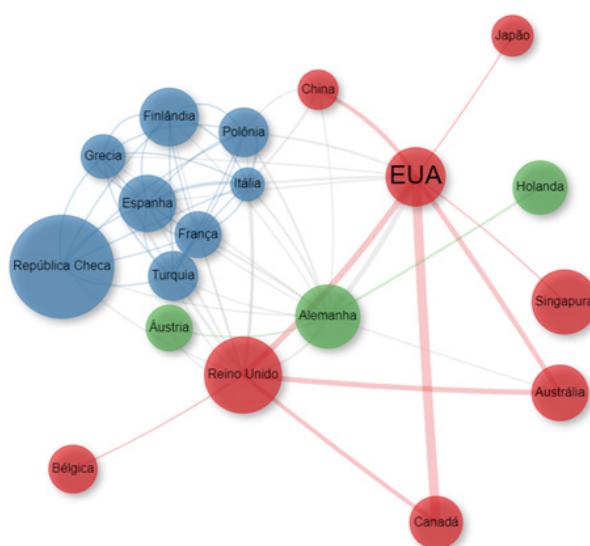 Japão
China
Finlândia
Polônia
Grecia
EUA
Itália
Holanda
Espanha
França
República Checa
Turquia
Singapura
Alemanha
Áustria
Reino Unido
Austrália
Bélgica
Canadá